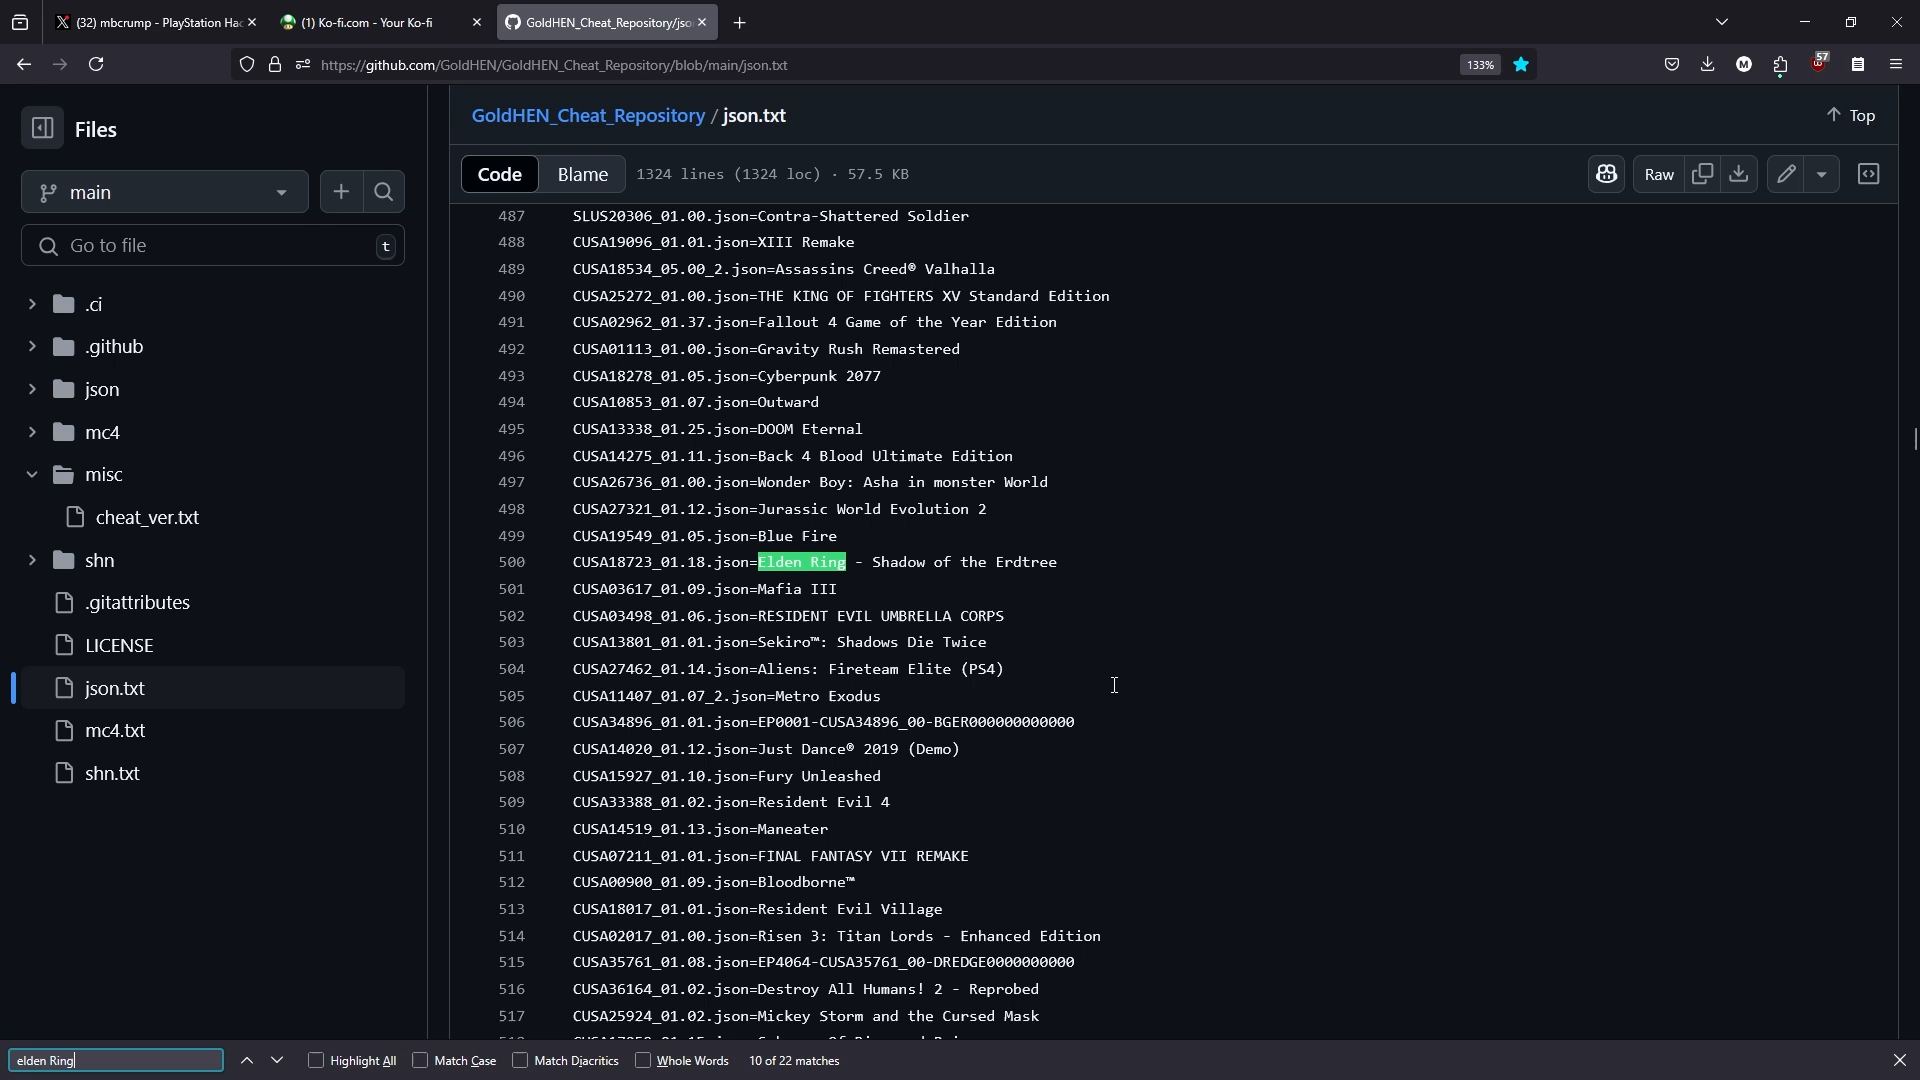 (32) mbcrump - PlayStation Hac
(1) Ko-fi.com - Your Ko-fi
GoldHEN_Cheat_Repository/jso
https://github.com/GoldHEN/GoldHEN_Cheat_Repository/blob/main/json.txt
133%
M
57
Files
main
Go to file
t
.ci
.github
json
mc4
misc
cheat_ver.txt
shn
.gitattributes
LICENSE
json.txt
mc4.txt
shn.txt
GoldHEN_Cheat_Repository / json.txt
Top
Code Blame 1324 lines (1324 loc) · 57.5 KB
Raw
487 SLUS20306_01.00.json=Contra-Shattered Soldier
488 CUSA19096_01.01.json=XIII Remake
489 CUSA18534_05.00_2.json=Assassins Creed® Valhalla
490 CUSA25272_01.00.json=THE KING OF FIGHTERS XV Standard Edition
491 CUSA02962_01.37.json=Fallout 4 Game of the Year Edition
492 CUSA01113_01.00.json=Gravity Rush Remastered
493 CUSA18278_01.05.json=Cyberpunk 2077
494 CUSA10853_01.07.json=Outward
495 CUSA13338_01.25.json=DOOM Eternal
496 CUSA14275_01.11.json=Back 4 Blood Ultimate Edition
497 CUSA26736_01.00.json=Wonder Boy: Asha in monster World
498 CUSA27321_01.12.json=Jurassic World Evolution 2
499 CUSA19549_01.05.json=Blue Fire
500 CUSA18723_01.18.json=Elden Ring - Shadow of the Erdtree
501 CUSA03617_01.09.json=Mafia III
502 CUSA03498_01.06.json=RESIDENT EVIL UMBRELLA CORPS
503 CUSA13801_01.01.json=Sekiro™: Shadows Die Twice
504 CUSA27462_01.14.json=Aliens: Fireteam Elite (PS4)
505 CUSA11407_01.07_2.json=Metro Exodus
506 CUSA34896_01.01.json=EP0001-CUSA34896_00-BGER000000000000
507 CUSA14020_01.12.json=Just Dance® 2019 (Demo)
508 CUSA15927_01.10.json=Fury Unleashed
509 CUSA33388_01.02.json=Resident Evil 4
510 CUSA14519_01.13.json=Maneater
511 CUSA07211_01.01.json=FINAL FANTASY VII REMAKE
512 CUSA00900_01.09.json=Bloodborne™
513 CUSA18017_01.01.json=Resident Evil Village
514 CUSA02017_01.00.json=Risen 3: Titan Lords - Enhanced Edition
515 CUSA35761_01.08.json=EP4064-CUSA35761_00-DREDGE0000000000
516 CUSA36164_01.02.json=Destroy All Humans! 2 - Reprobed
517 CUSA25924_01.02.json=Mickey Storm and the Cursed Mask
elden Ring
Highlight All
Match Case
Match Diacritics
Whole Words
10 of 22 matches